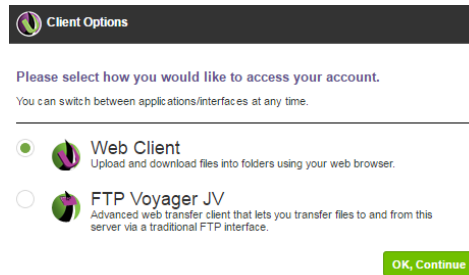 Client Options
Please select how you would like to access your account.
You can switch between applications/interfaces at any time.
Web Client
Upload and download files into folders using your web browser.
FTP Voyager JV
Advanced web transfer client that lets you transfer files to and from this
server via a traditional FTP interface.
OK, Continue